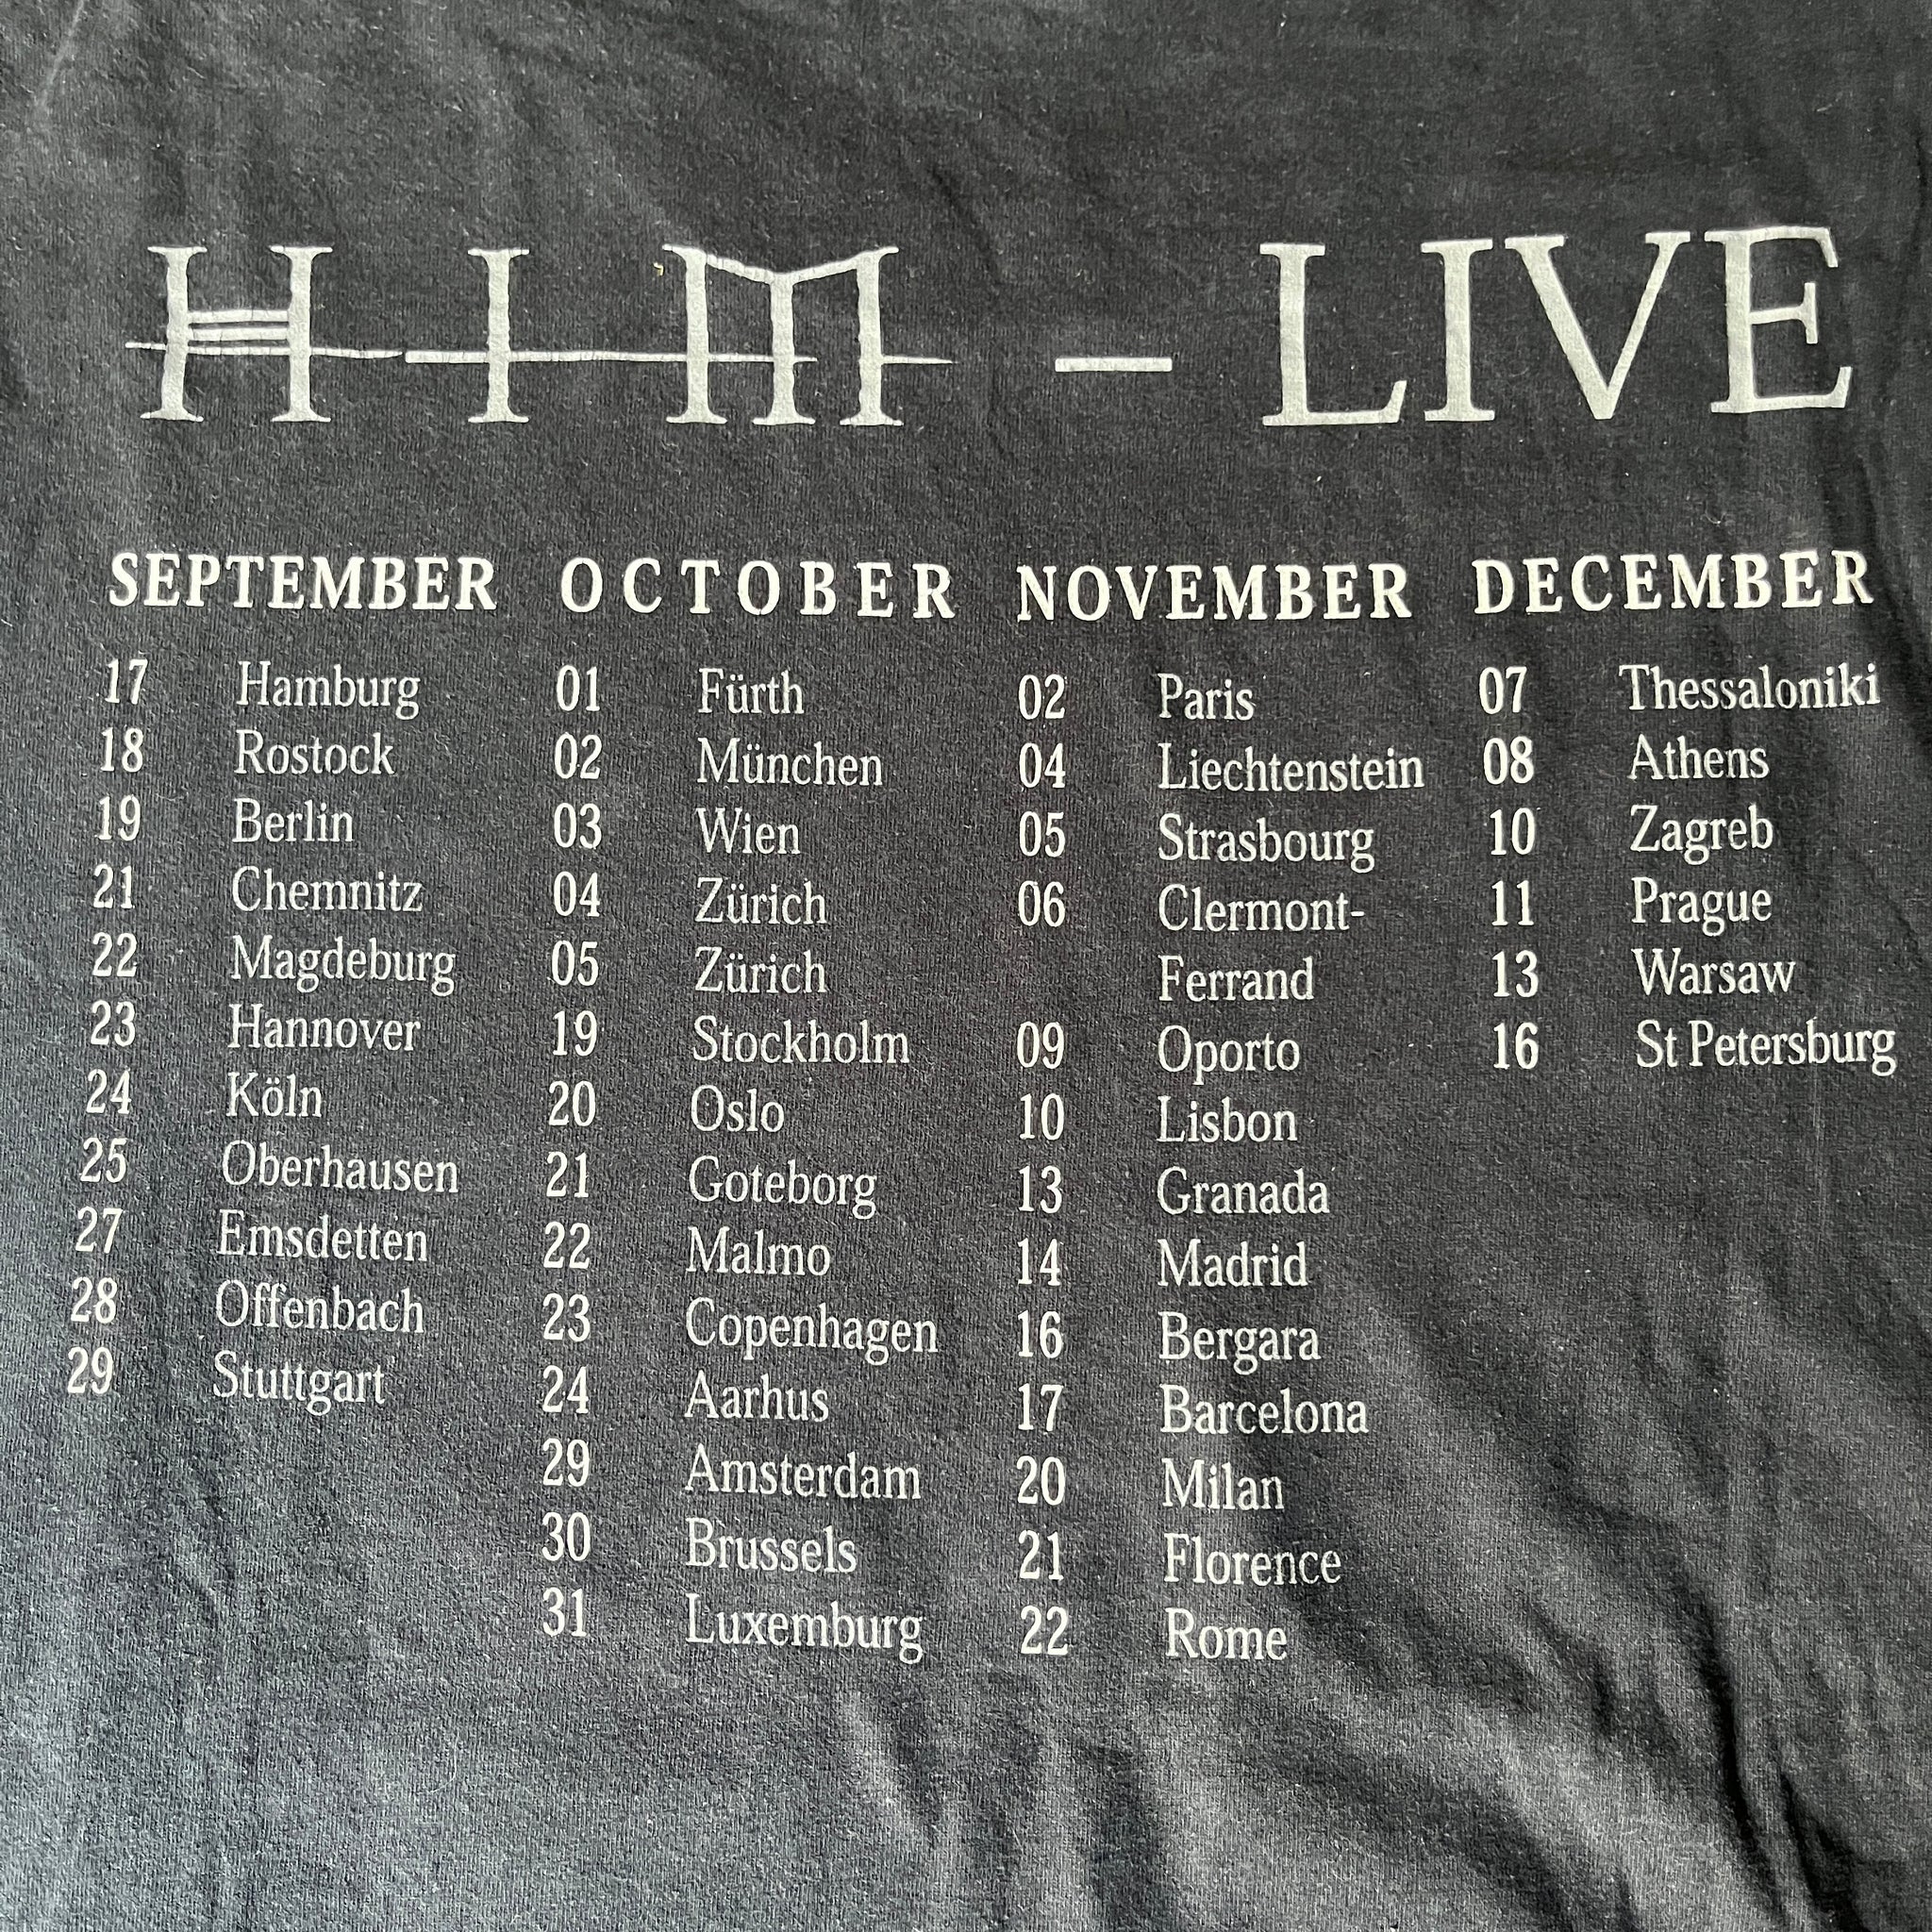 HIM – LIVE
SEPTEMBER
17 Hamburg
18 Rostock
19 Berlin
21 Chemnitz
22 Magdeburg
23 Hannover
24 Köln
25 Oberhausen
27 Emsdetten
28 Offenbach
29 Stuttgart
OCTOBER
01 Fürth
02 München
03 Wien
04 Zürich
05 Zürich
19 Stockholm
20 Oslo
21 Goteborg
22 Malmo
23 Copenhagen
24 Aarhus
29 Amsterdam
30 Brussels
31 Luxemburg
NOVEMBER
02 Paris
04 Liechtenstein
05 Strasbourg
06 Clermont-
Ferrand
09 Oporto
10 Lisbon
13 Granada
14 Madrid
16 Bergara
17 Barcelona
20 Milan
21 Florence
22 Rome
DECEMBER
07 Thessaloniki
08 Athens
10 Zagreb
11 Prague
13 Warsaw
16 St Petersburg